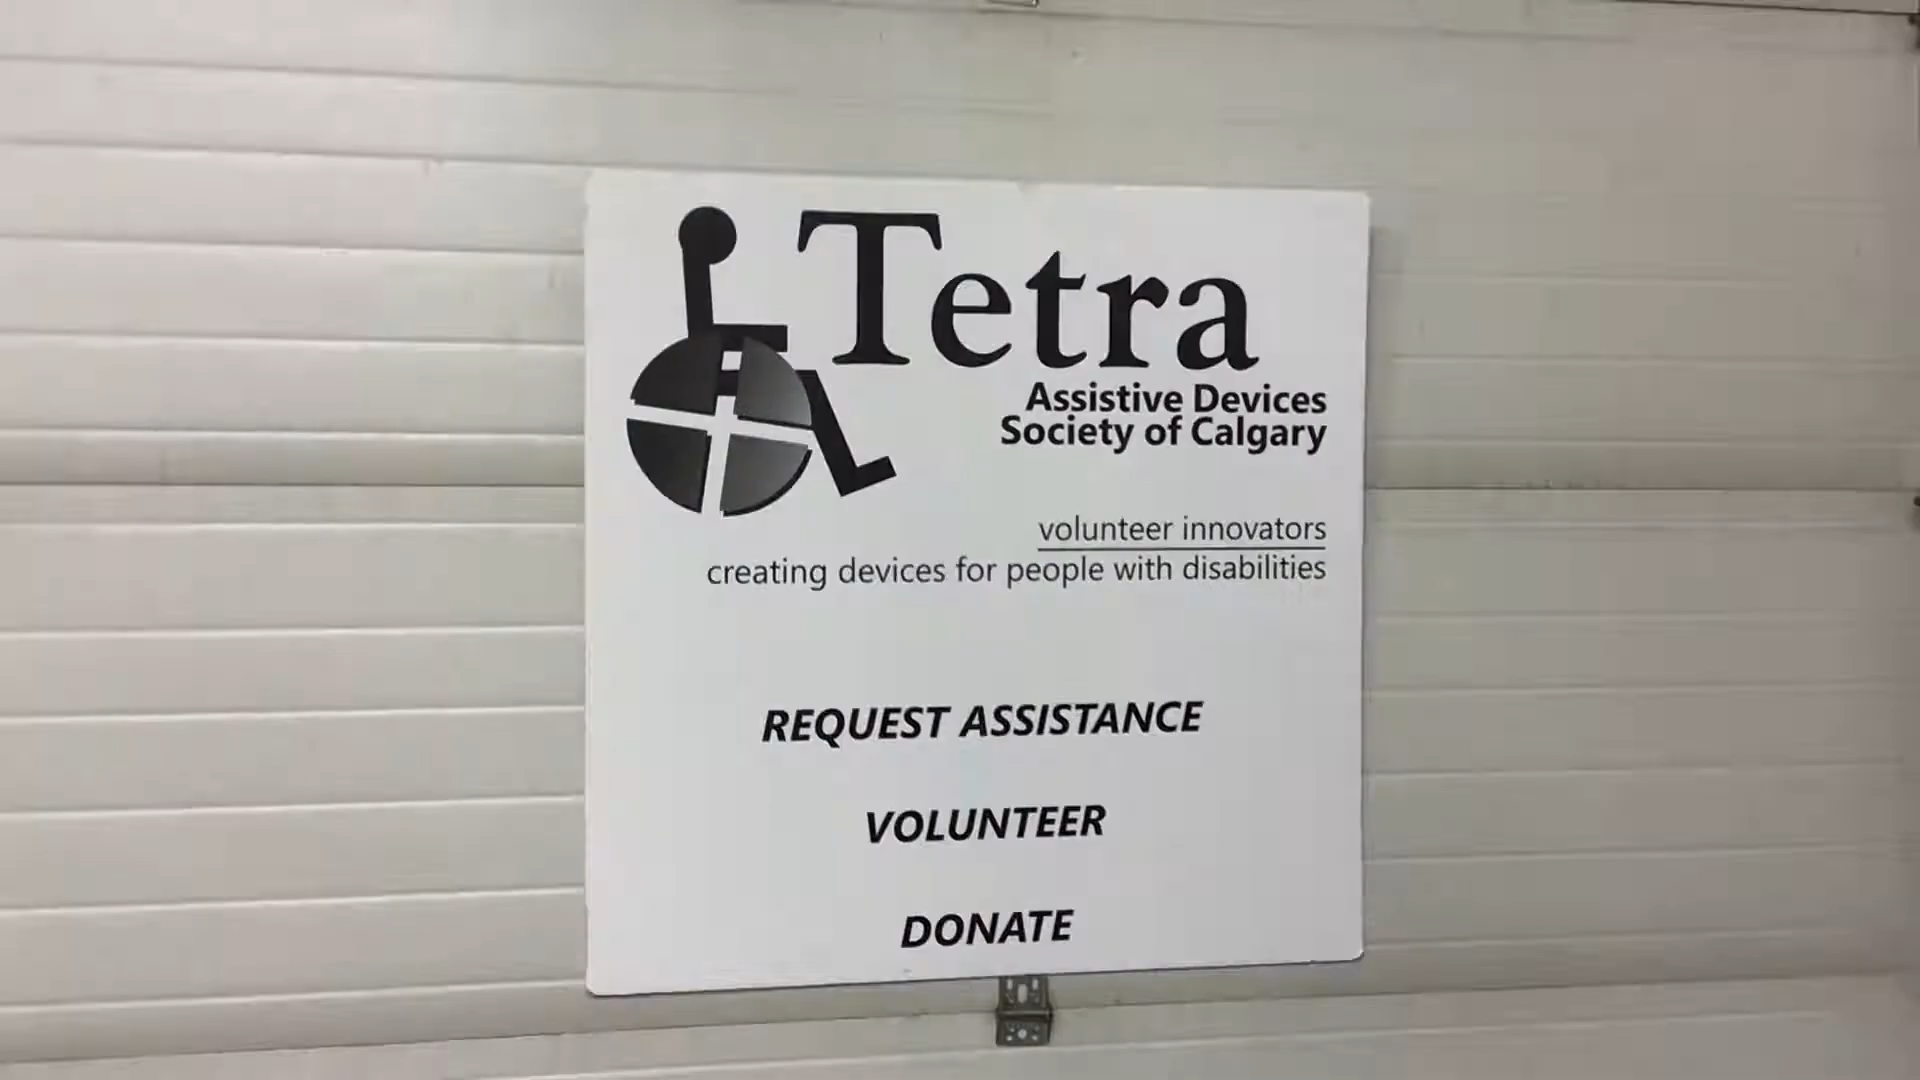 Tetra
Assistive Devices
Society of Calgary
volunteer innovators
creating devices for people with disabilities
REQUEST ASSISTANCE
VOLUNTEER
DONATE